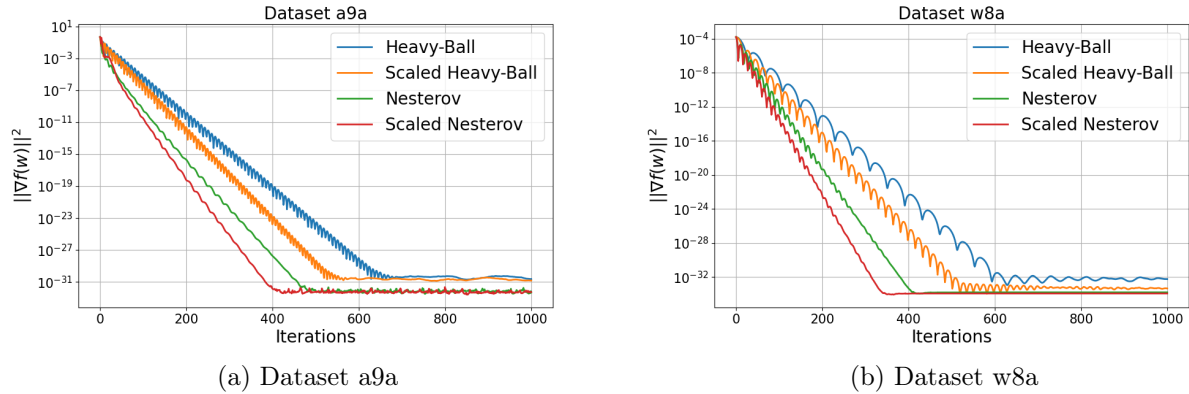 Dataset a9a
10^1
10^-3
10^-7
10^-11
10^-15
10^-19
10^-23
10^-27
10^-31
||∇f(w)||^2
Heavy-Ball
Scaled Heavy-Ball
Nesterov
Scaled Nesterov
0 200 400 600 800 1000
Iterations
(a) Dataset a9a
Dataset w8a
10^-4
10^-8
10^-12
10^-16
10^-20
10^-24
10^-28
10^-32
||∇f(w)||^2
Heavy-Ball
Scaled Heavy-Ball
Nesterov
Scaled Nesterov
0 200 400 600 800 1000
Iterations
(b) Dataset w8a